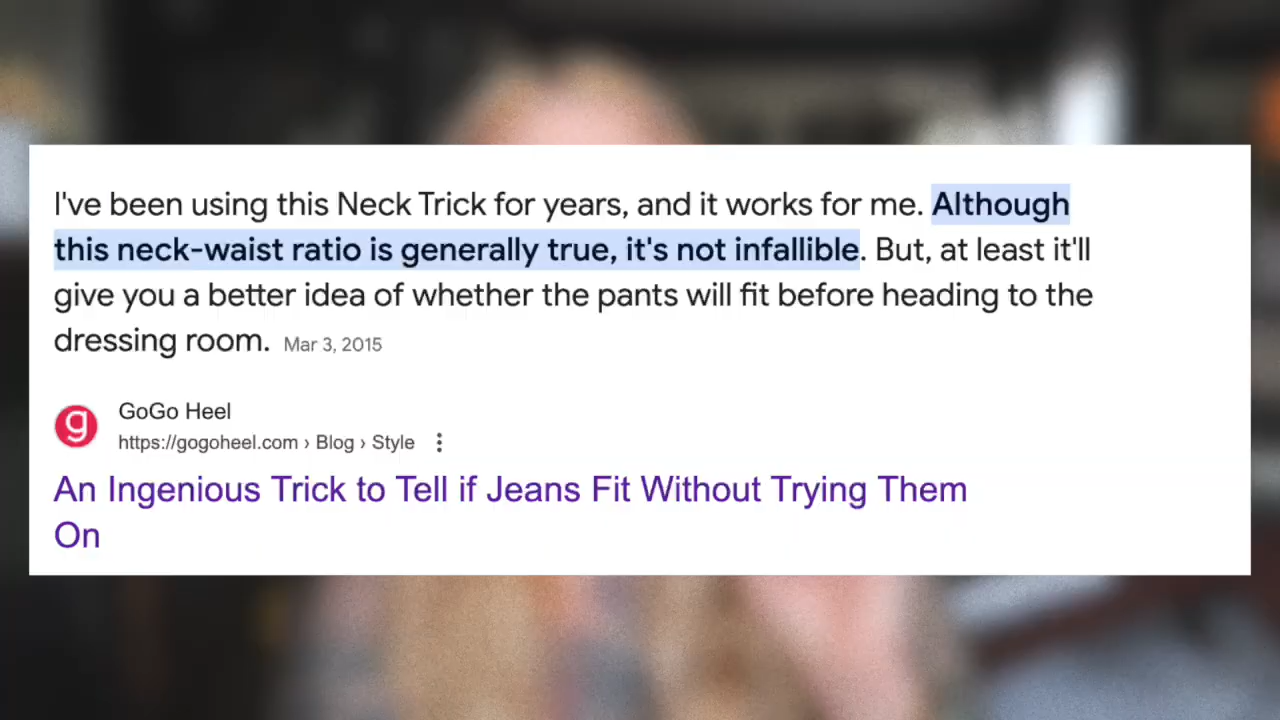 I've been using this Neck Trick for years, and it works for me. Although
this neck-waist ratio is generally true, it's not infallible. But, at least it'll
give you a better idea of whether the pants will fit before heading to the
dressing room. Mar 3, 2015
g
GoGo Heel
https://gogoheel.com › Blog › Style
An Ingenious Trick to Tell if Jeans Fit Without Trying Them
On